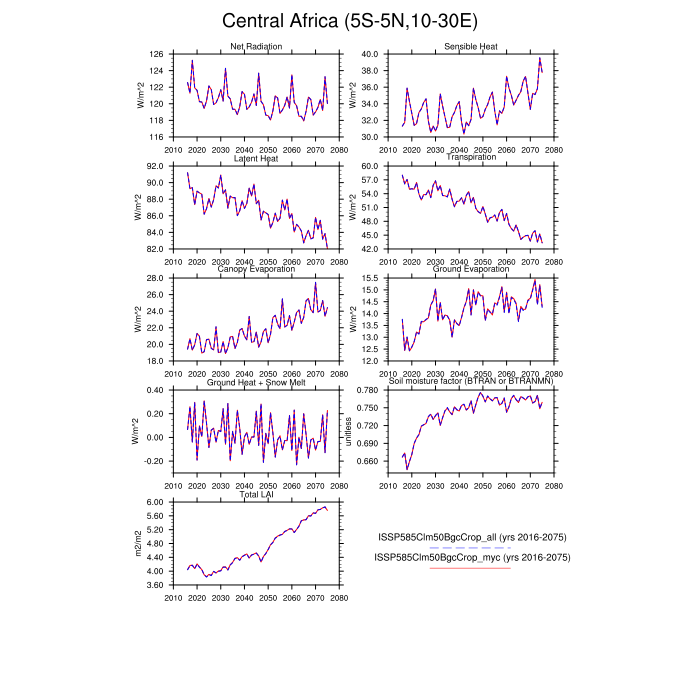 Central Africa (5S-5N,10-30E)
Net Radiation
Sensible Heat
126
124
122
120
118
116
W/m^2
2010 2020 2030 2040 2050 2060 2070 2080
40.0
38.0
36.0
34.0
32.0
30.0
W/m^2
2010 2020 2030 2040 2050 2060 2070 2080
Latent Heat
Transpiration
92.0
90.0
88.0
86.0
84.0
82.0
W/m^2
2010 2020 2030 2040 2050 2060 2070 2080
60.0
57.0
54.0
51.0
48.0
45.0
42.0
W/m^2
2010 2020 2030 2040 2050 2060 2070 2080
Canopy Evaporation
Ground Evaporation
28.0
26.0
24.0
22.0
20.0
18.0
W/m^2
2010 2020 2030 2040 2050 2060 2070 2080
15.5
15.0
14.5
14.0
13.5
13.0
12.5
12.0
W/m^2
2010 2020 2030 2040 2050 2060 2070 2080
Ground Heat + Snow Melt
Soil moisture factor (BTRAN or BTRANMN)
0.40
0.20
0.00
-0.20
W/m^2
2010 2020 2030 2040 2050 2060 2070 2080
0.780
0.750
0.720
0.690
0.660
unitless
2010 2020 2030 2040 2050 2060 2070 2080
Total LAI
6.00
5.60
5.20
4.80
4.40
4.00
3.60
m2/m2
2010 2020 2030 2040 2050 2060 2070 2080
ISSP585Clm50BgcCrop_all (yrs 2016-2075)
ISSP585Clm50BgcCrop_myc (yrs 2016-2075)